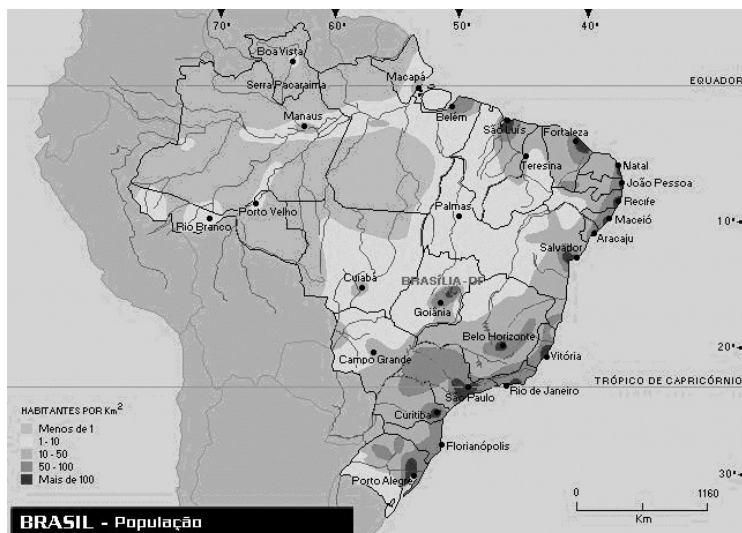 70° 60° 50° 40°
Boa Vista
Macapá
EQUADOR
Serra Pacaraima
Manaus
Belém
São Luís
Fortaleza
Teresina
Natal
João Pessoa
Palmas
Recife
Porto Velho
Maceió
10°
Rio Branco
Aracaju
Salvador
Cuiabá
BRASÍLIA-DF
Goiânia
Belo Horizonte
20°
Vitória
Campo Grande
TRÓPICO DE CAPRICÓRNIO
Rio de Janeiro
São Paulo
HABITANTES POR Km²
Menos de 1
1 - 10
10 - 50
50 - 100
Mais de 100
Curitiba
Florianópolis
Porto Alegre
30°
0 1160
Km
BRASIL - População